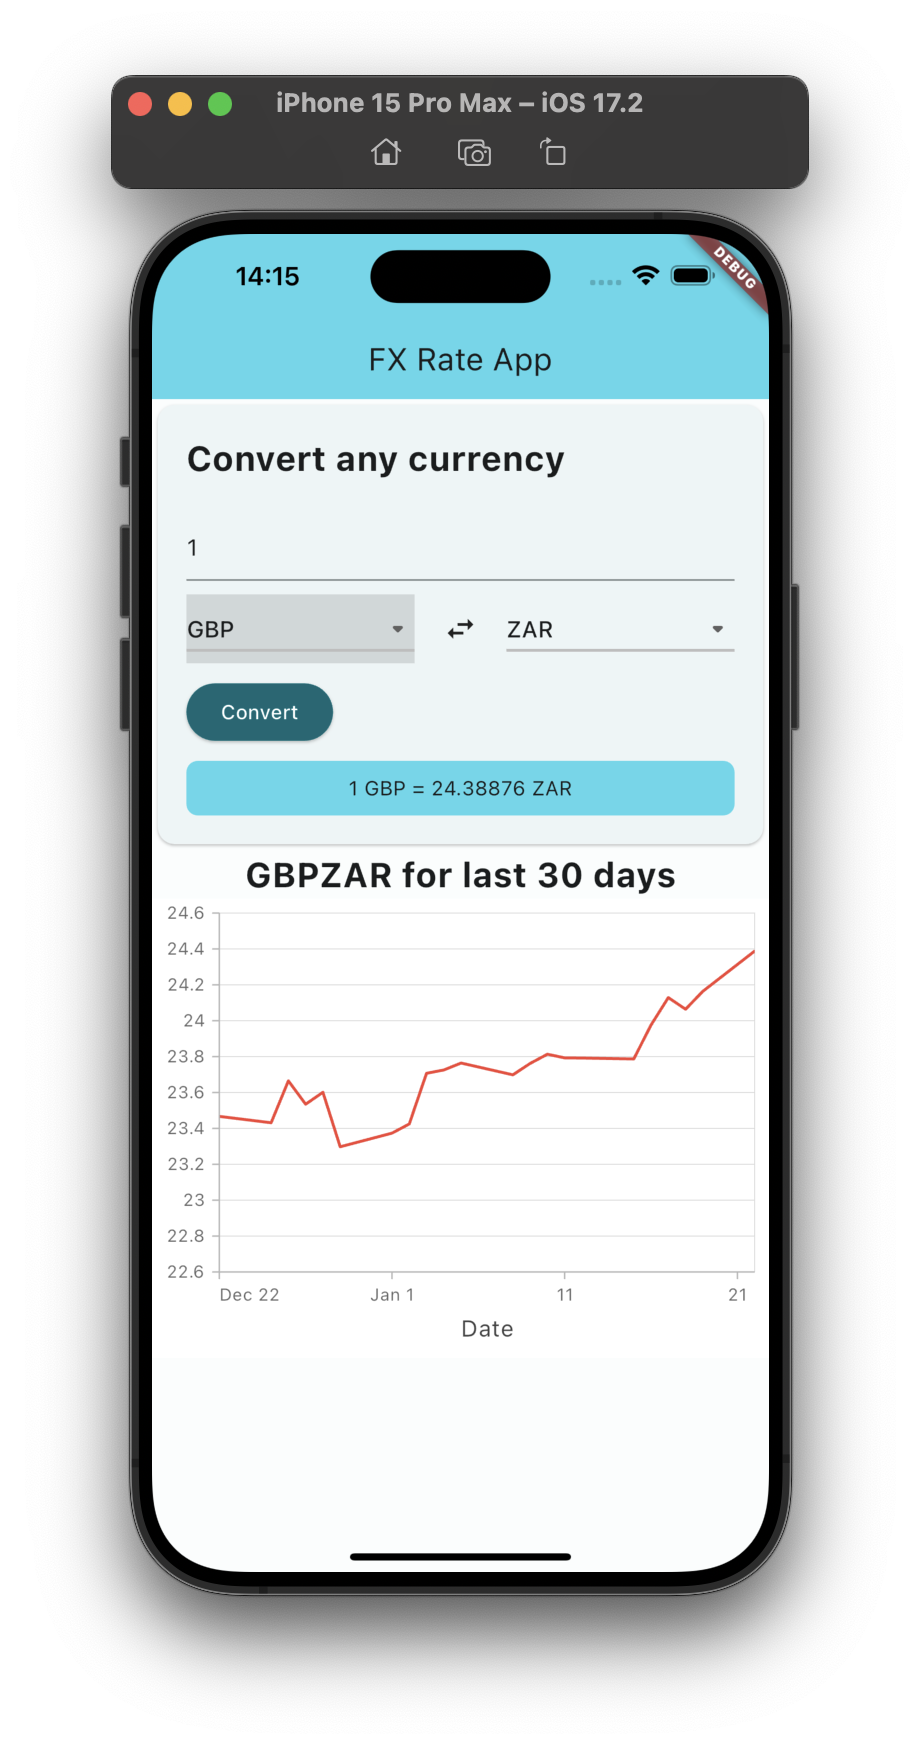 iPhone 15 Pro Max – iOS 17.2
14:15
DEBUG
FX Rate App
Convert any currency
1
GBP
ZAR
Convert
1 GBP = 24.38876 ZAR
GBPZAR for last 30 days
24.6
24.4
24.2
24
23.8
23.6
23.4
23.2
23
22.8
22.6
Dec 22 Jan 1 11 21
Date